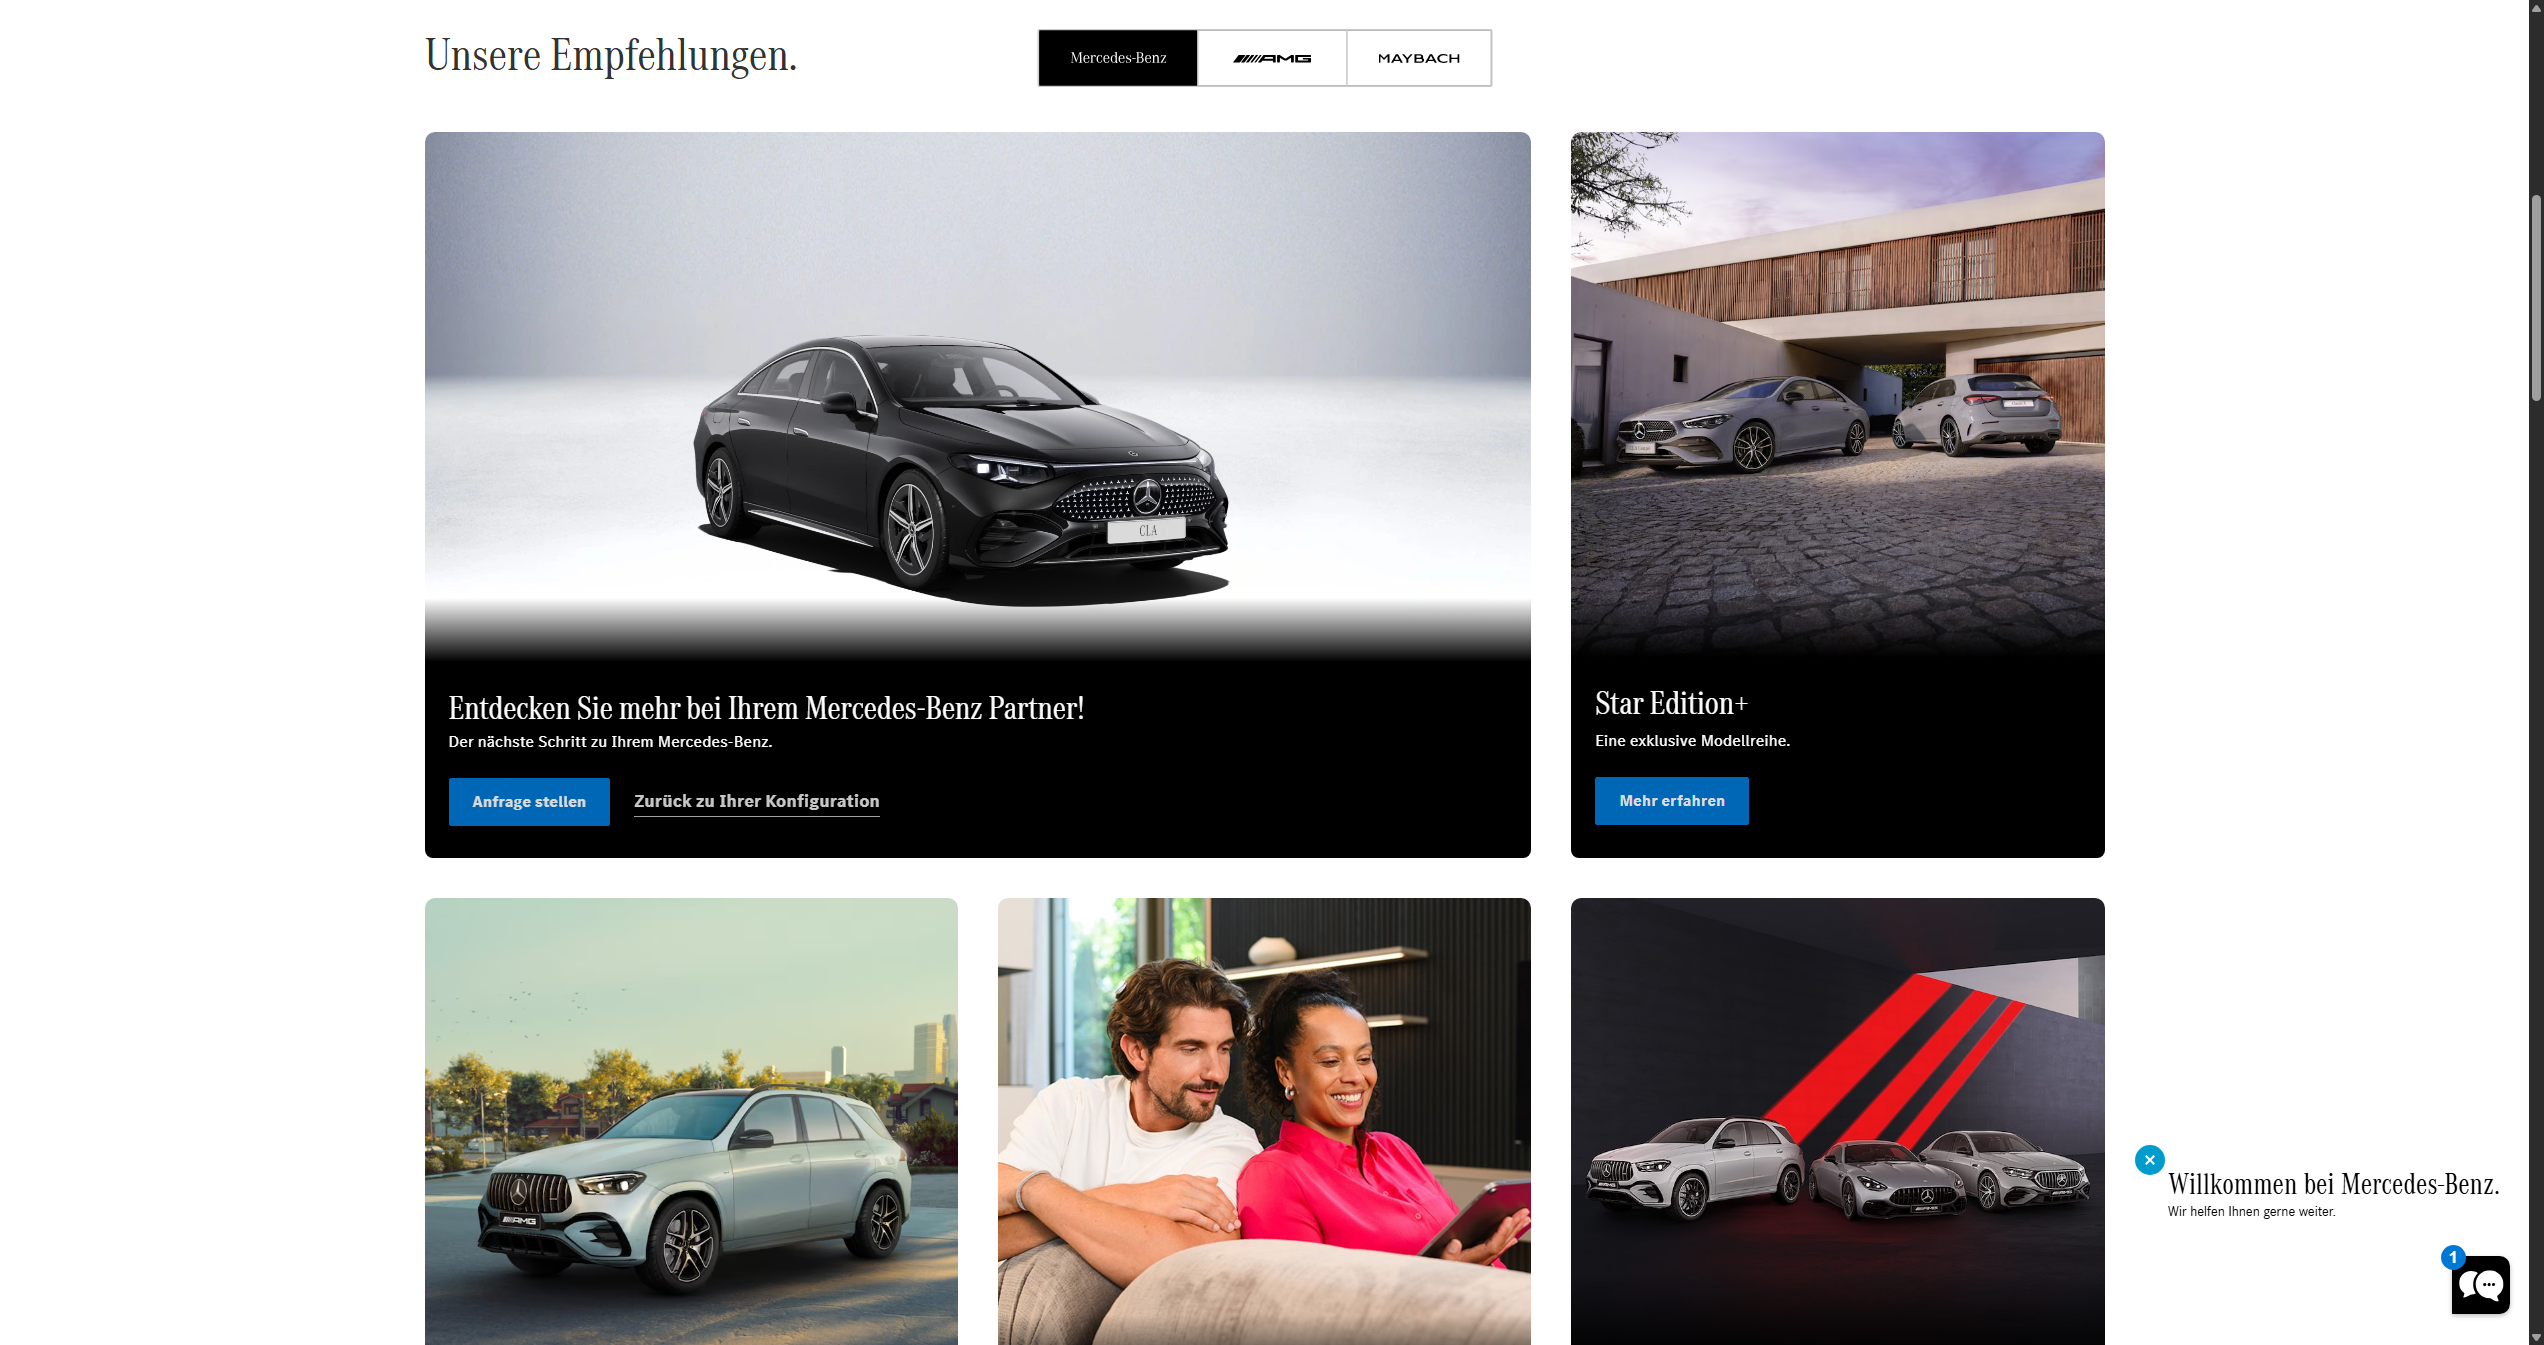 Unsere Empfehlungen.
Mercedes-Benz
AMG
MAYBACH
CLA
Entdecken Sie mehr bei Ihrem Mercedes-Benz Partner!
Der nächste Schritt zu Ihrem Mercedes-Benz.
Anfrage stellen
Zurück zu Ihrer Konfiguration
Star Edition+
Eine exklusive Modellreihe.
Mehr erfahren
AMG
Willkommen bei Mercedes-Benz.
Wir helfen Ihnen gerne weiter.
1